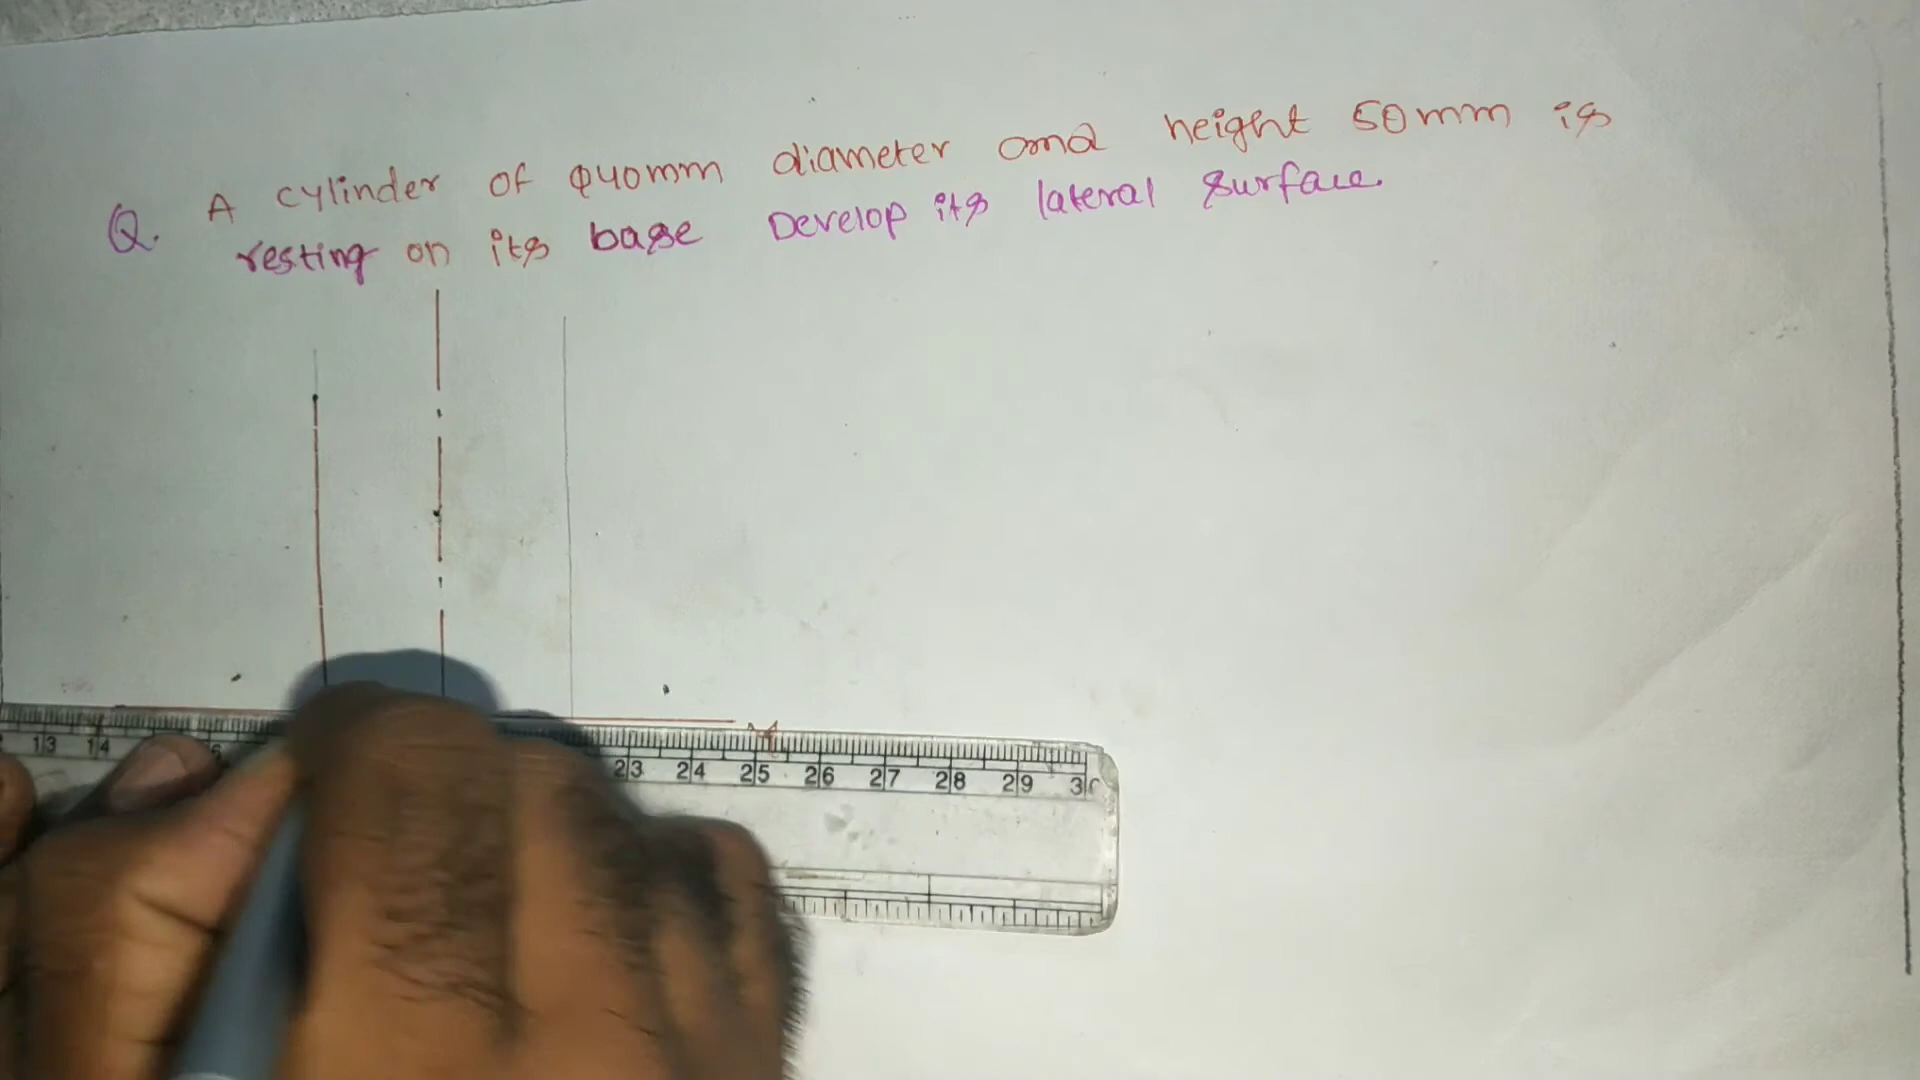 Q. A cylinder of φ40mm diameter and height 50mm is
resting on its base Develop its lateral surface.
X
13 14 23 24 25 26 27 28 29 30